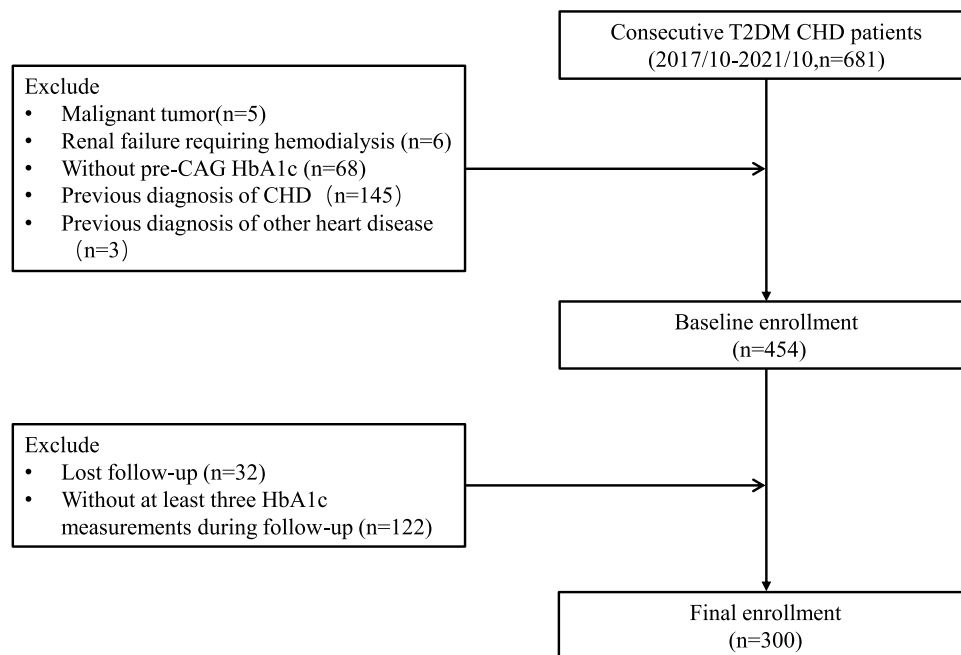 Consecutive T2DM CHD patients
(2017/10-2021/10,n=681)
Exclude
• Malignant tumor(n=5)
• Renal failure requiring hemodialysis (n=6)
• Without pre-CAG HbA1c (n=68)
• Previous diagnosis of CHD（n=145）
• Previous diagnosis of other heart disease
（n=3）
Baseline enrollment
(n=454)
Exclude
• Lost follow-up (n=32)
• Without at least three HbA1c
measurements during follow-up (n=122)
Final enrollment
(n=300)